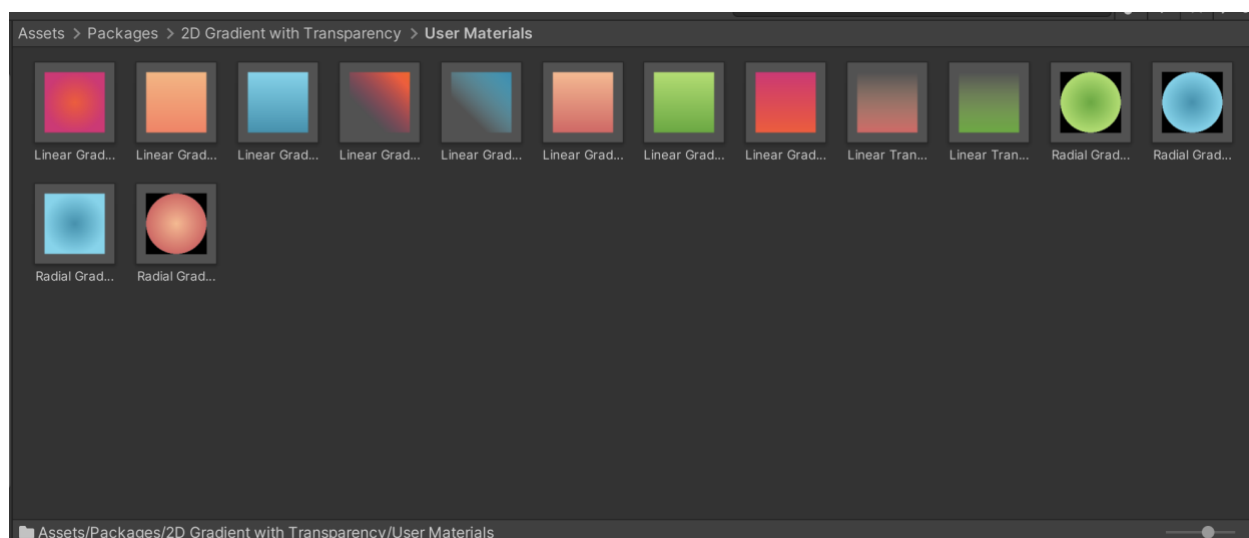 Assets > Packages > 2D Gradient with Transparency > User Materials
Linear Grad... Linear Grad... Linear Grad... Linear Grad... Linear Grad... Linear Grad... Linear Grad... Linear Grad... Linear Tran... Linear Tran... Radial Grad... Radial Grad...
Radial Grad... Radial Grad...
Assets/Packages/2D Gradient with Transparency/User Materials